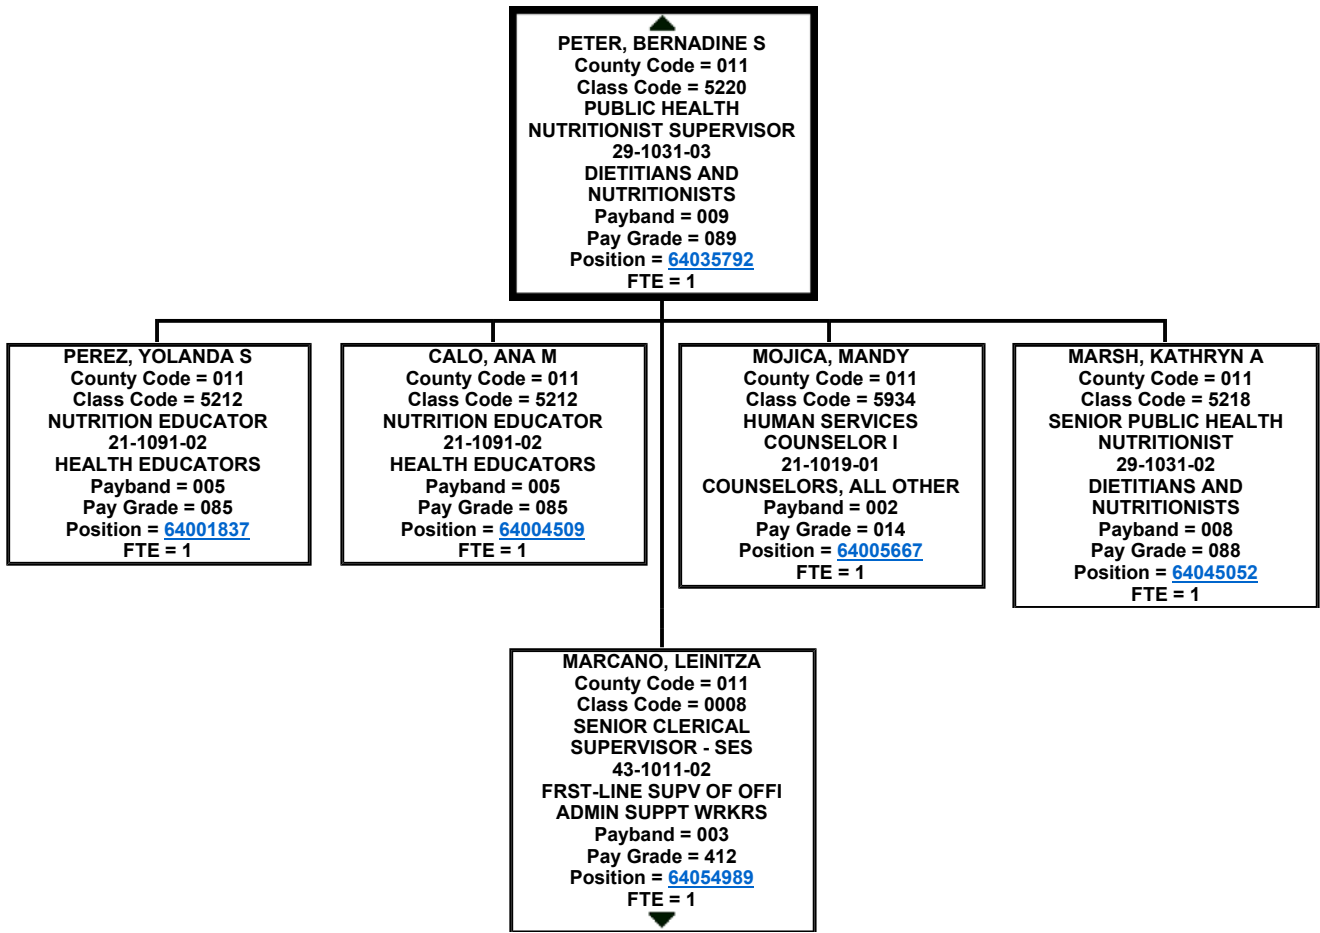 PETER, BERNADINE S
County Code = 011
Class Code = 5220
PUBLIC HEALTH
NUTRITIONIST SUPERVISOR
29-1031-03
DIETITIANS AND
NUTRITIONISTS
Payband = 009
Pay Grade = 089
Position = 64035792
FTE = 1
PEREZ, YOLANDA S
County Code = 011
Class Code = 5212
NUTRITION EDUCATOR
21-1091-02
HEALTH EDUCATORS
Payband = 005
Pay Grade = 085
Position = 64001837
FTE = 1
CALO, ANA M
County Code = 011
Class Code = 5212
NUTRITION EDUCATOR
21-1091-02
HEALTH EDUCATORS
Payband = 005
Pay Grade = 085
Position = 64004509
FTE = 1
MOJICA, MANDY
County Code = 011
Class Code = 5934
HUMAN SERVICES
COUNSELOR I
21-1019-01
COUNSELORS, ALL OTHER
Payband = 002
Pay Grade = 014
Position = 64005667
FTE = 1
MARSH, KATHRYN A
County Code = 011
Class Code = 5218
SENIOR PUBLIC HEALTH
NUTRITIONIST
29-1031-02
DIETITIANS AND
NUTRITIONISTS
Payband = 008
Pay Grade = 088
Position = 64045052
FTE = 1
MARCANO, LEINITZA
County Code = 011
Class Code = 0008
SENIOR CLERICAL
SUPERVISOR - SES
43-1011-02
FRST-LINE SUPV OF OFFI
ADMIN SUPPT WRKRS
Payband = 003
Pay Grade = 412
Position = 64054989
FTE = 1